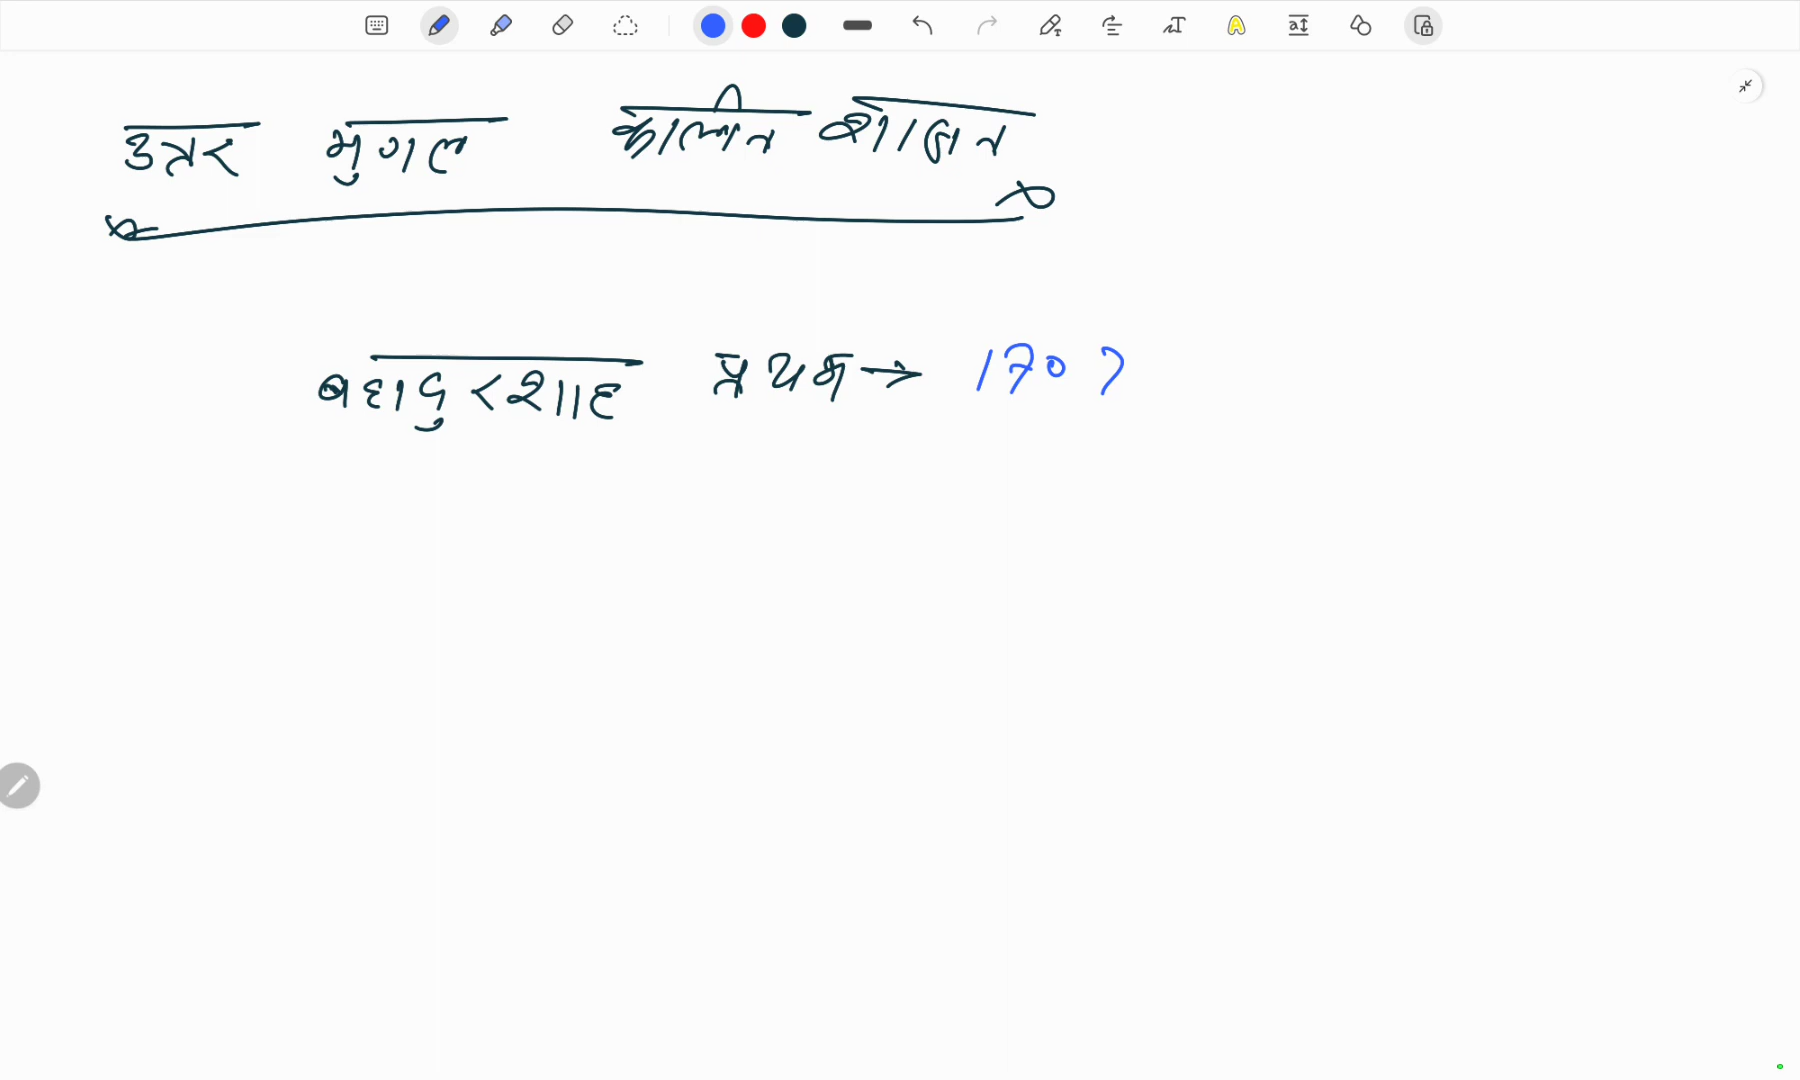 उत्तर मुगल कालीन शासन
बहादुरशाह प्रथम → 1707